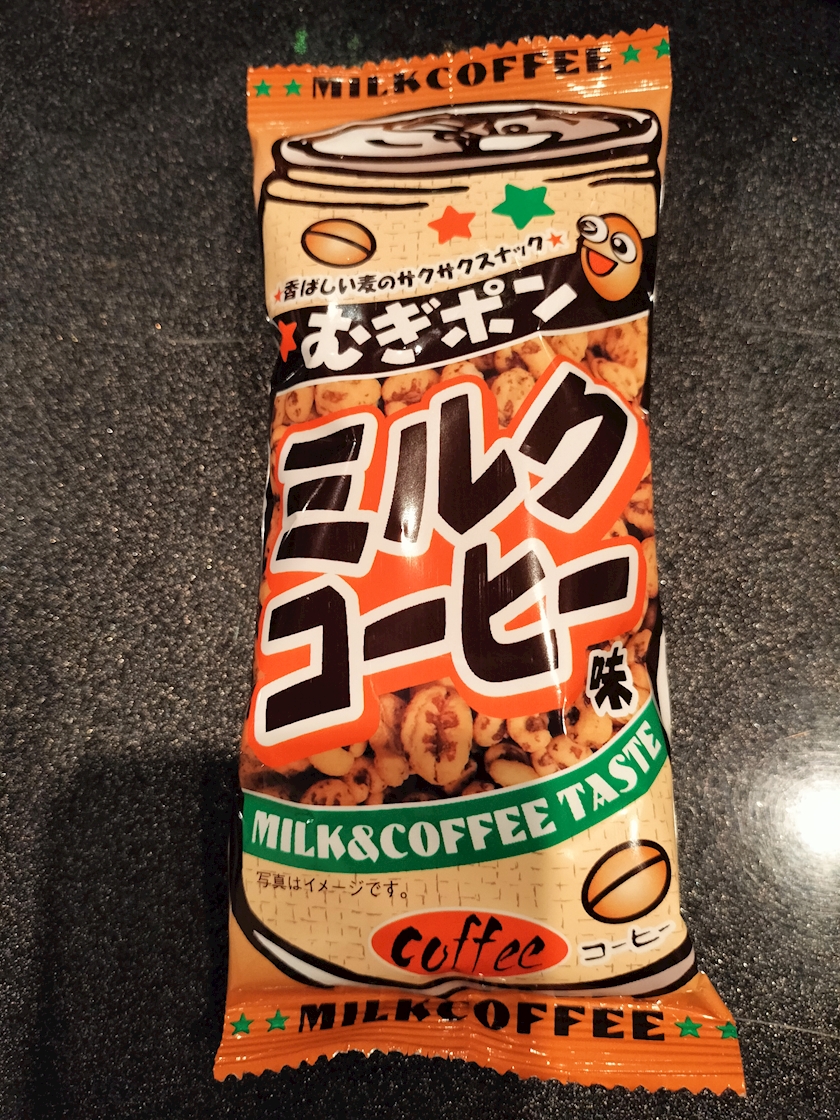 MILKCOFFEE
香ばしい麦のサクサクスナック
むぎポン
ミルク
コーヒー
味
MILK&COFFEE TASTE
写真はイメージです。
coffee
コーヒー
MILKCOFFEE